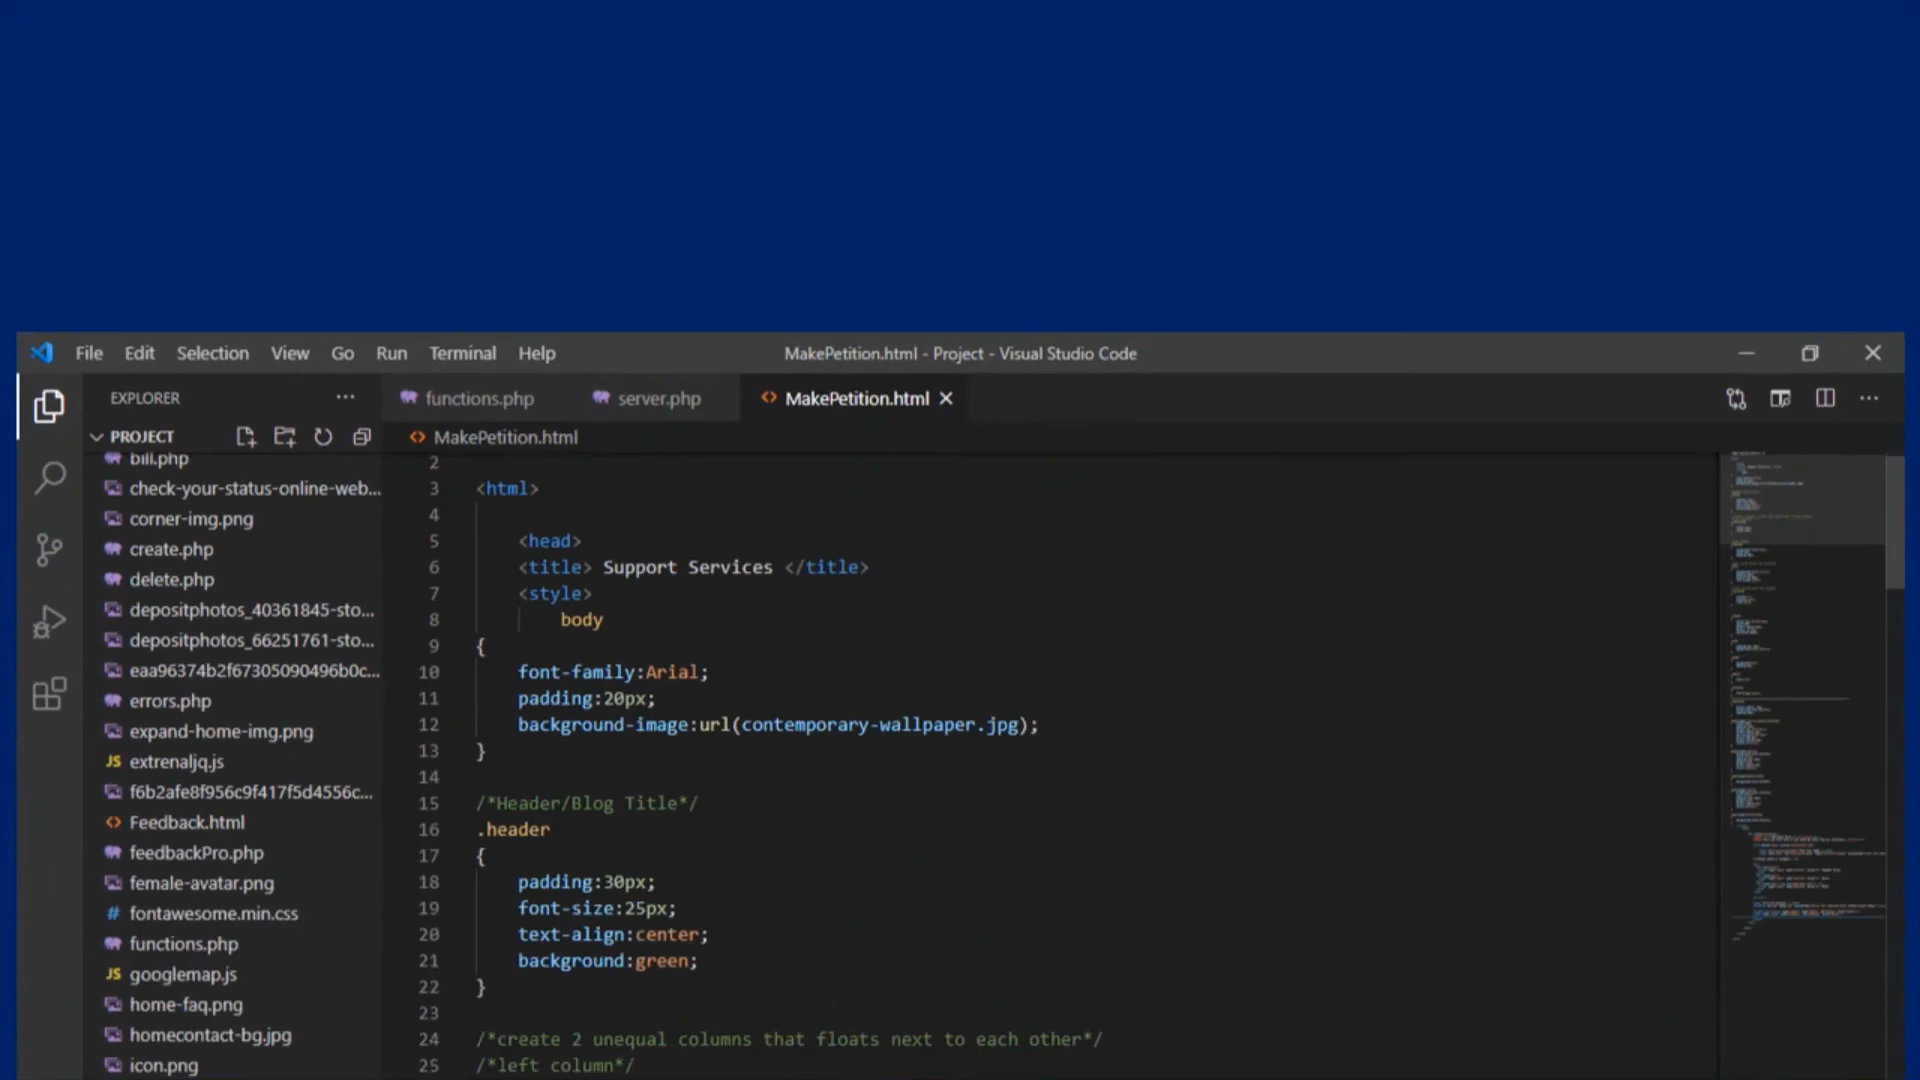 File Edit Selection View Go Run Terminal Help MakePetition.html - Project - Visual Studio Code
EXPLORER
functions.php server.php MakePetition.html
PROJECT
MakePetition.html
bill.php
check-your-status-online-web...
corner-img.png
create.php
delete.php
depositphotos_40361845-sto...
depositphotos_66251761-sto...
eaa96374b2f67305090496b0c...
errors.php
expand-home-img.png
JS extrenaljq.js
f6b2afe8f956c9f417f5d4556c...
Feedback.html
feedbackPro.php
female-avatar.png
# fontawesome.min.css
functions.php
JS googlemap.js
home-faq.png
homecontact-bg.jpg
icon.png
2
3 <html>
4
5 <head>
6 <title> Support Services </title>
7 <style>
8 body
9 {
10 font-family:Arial;
11 padding:20px;
12 background-image:url(contemporary-wallpaper.jpg);
13 }
14
15 /*Header/Blog Title*/
16 .header
17 {
18 padding:30px;
19 font-size:25px;
20 text-align:center;
21 background:green;
22 }
23
24 /*create 2 unequal columns that floats next to each other*/
25 /*left column*/